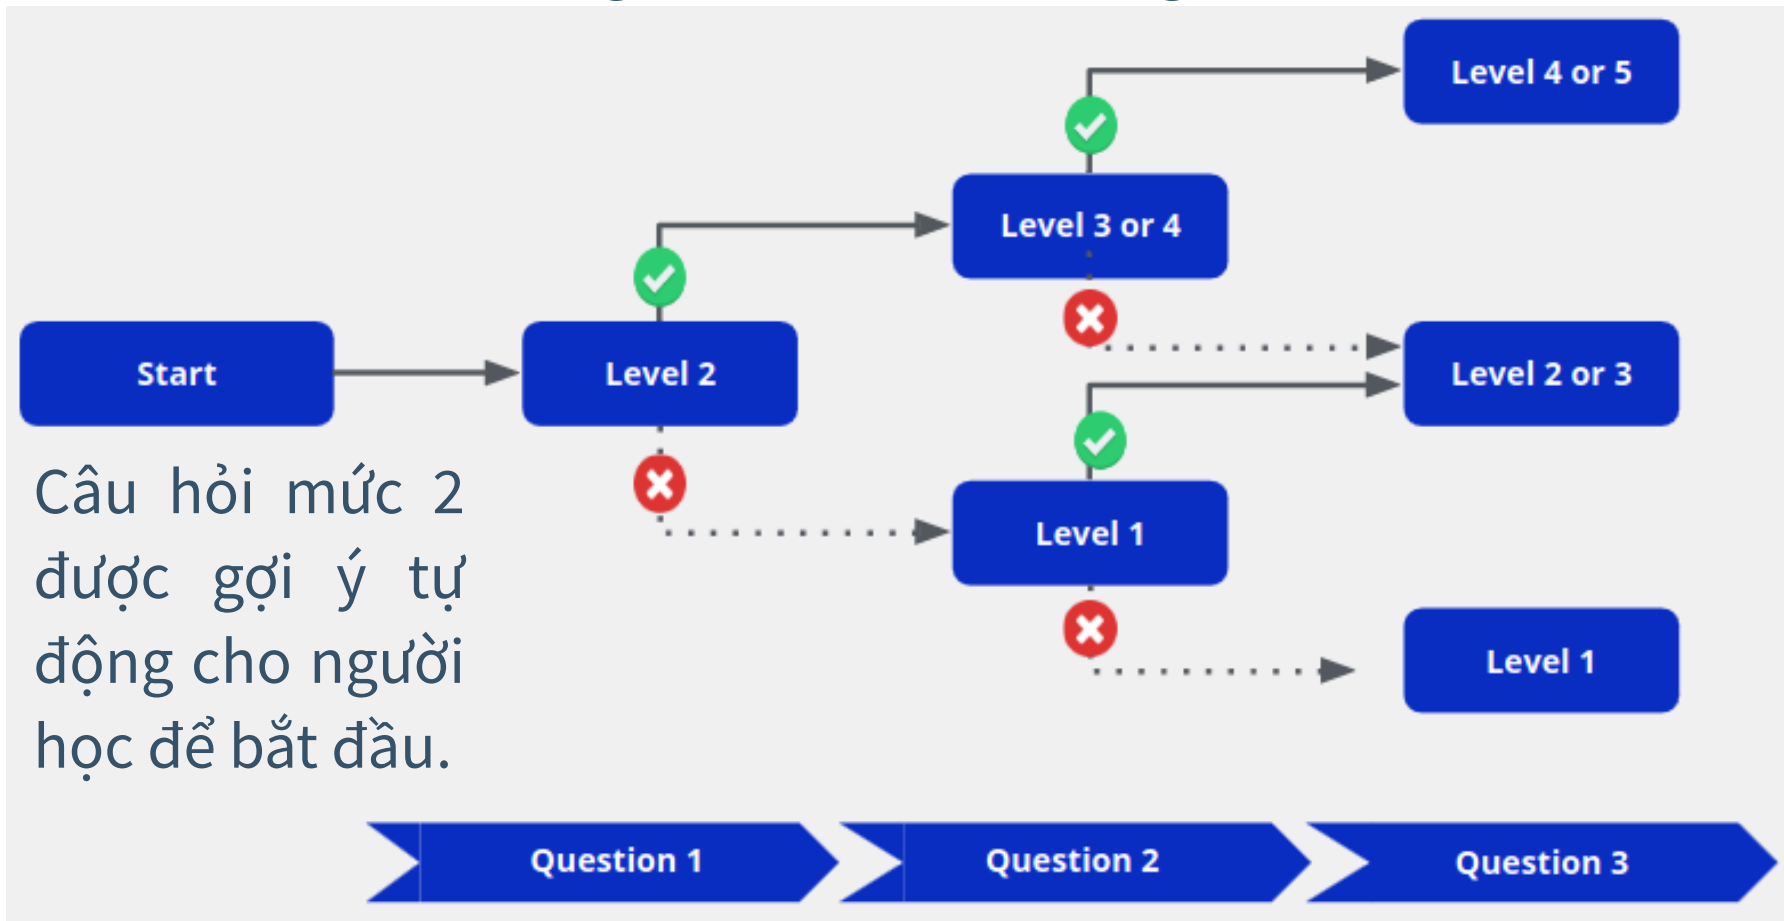 Level 4 or 5
Level 3 or 4
Start
Level 2
Level 2 or 3
Câu hỏi mức 2
được gợi ý tự
động cho người
học để bắt đầu.
Level 1
Level 1
Question 1
Question 2
Question 3